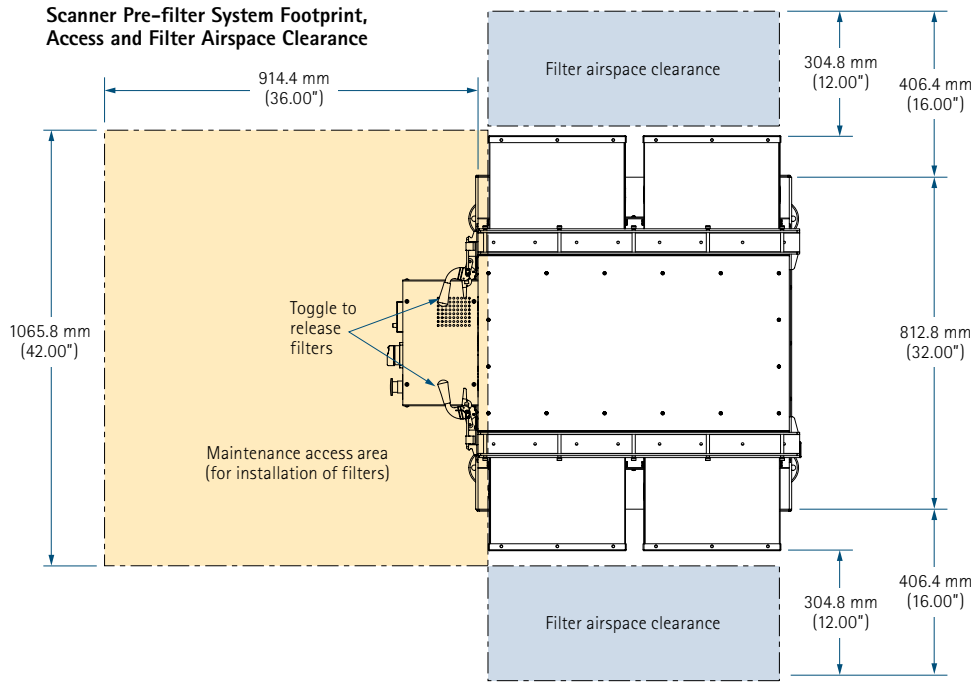 Scanner Pre-filter System Footprint,
Access and Filter Airspace Clearance
914.4 mm
(36.00")
Filter airspace clearance
304.8 mm
(12.00")
406.4 mm
(16.00")
1065.8 mm
(42.00")
Toggle to
release
filters
812.8 mm
(32.00")
Maintenance access area
(for installation of filters)
Filter airspace clearance
304.8 mm
(12.00")
406.4 mm
(16.00")